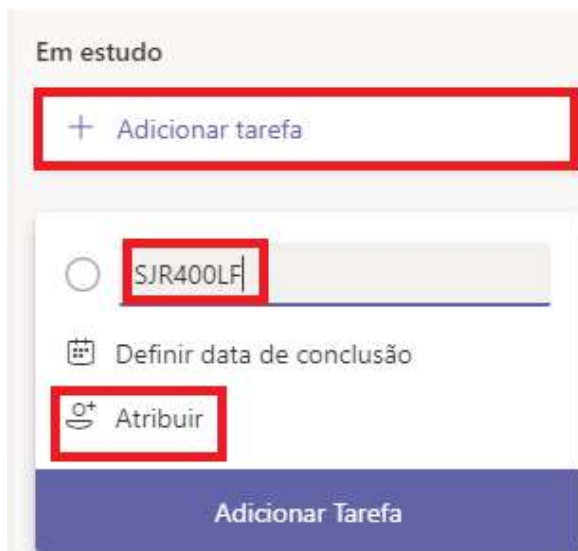 Em estudo
+ Adicionar tarefa
SJR400LF
Definir data de conclusão
Atribuir
Adicionar Tarefa